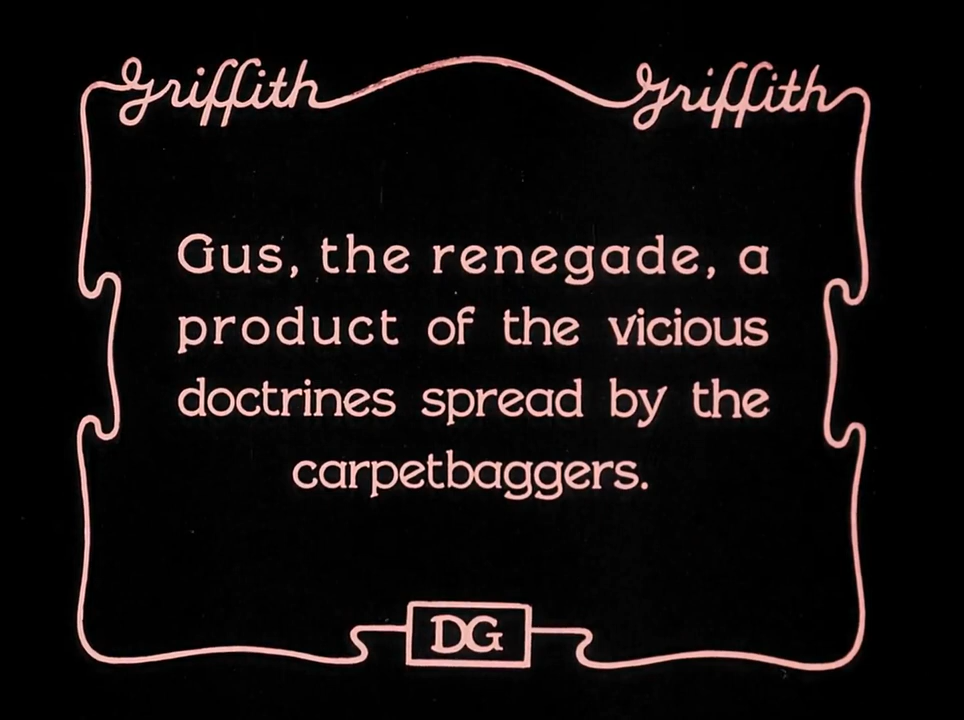 Griffith Griffith
Gus, the renegade, a
product of the vicious
doctrines spread by the
carpetbaggers.
DG